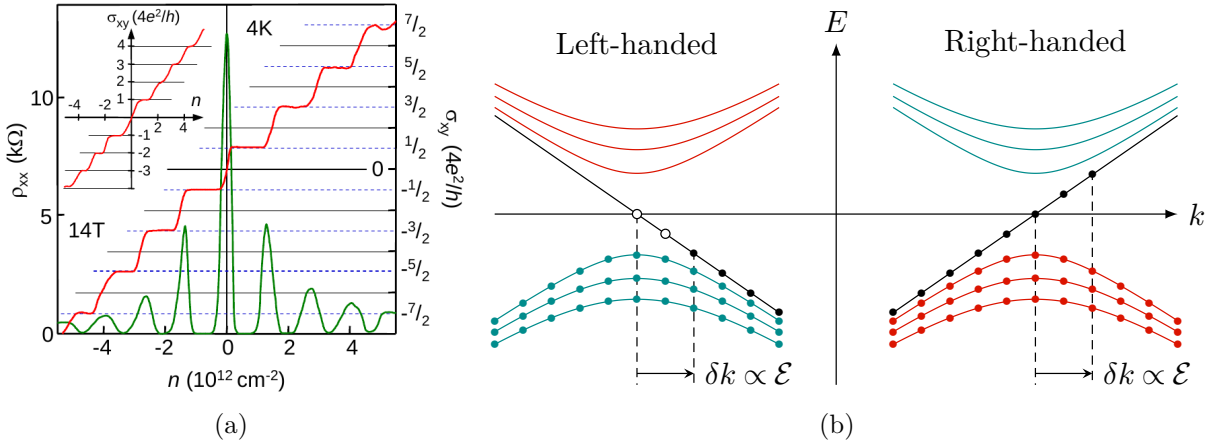 σxy (4e²/h)
4
3
2
1
-1
-2
-3
-4
-2
2
4
n
4K
14T
10
5
0
ρxx (kΩ)
-4
-2
0
2
4
n (10¹² cm⁻²)
7/2
5/2
3/2
1/2
0
-1/2
-3/2
-5/2
-7/2
σxy (4e²/h)
(a)
Left-handed
E
Right-handed
k
δk ∝ ℰ
δk ∝ ℰ
(b)